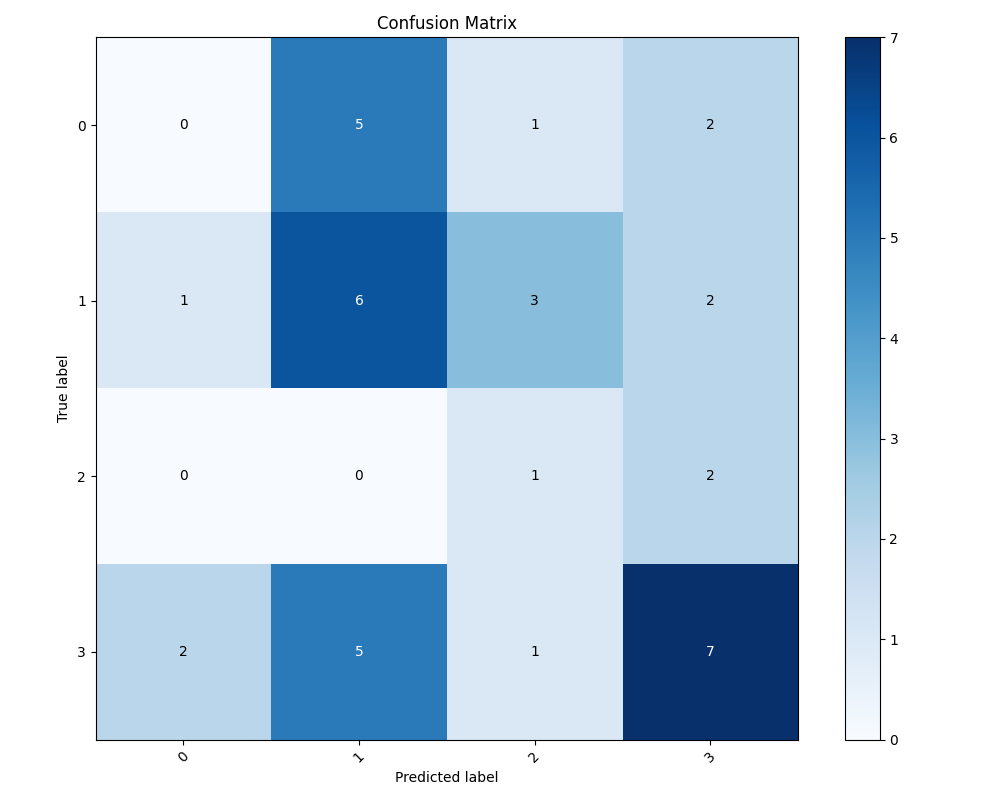 Confusion Matrix
True label
0 0 5 1 2
1 1 6 3 2
2 0 0 1 2
3 2 5 1 7
0 1 2 3
Predicted label
7
6
5
4
3
2
1
0